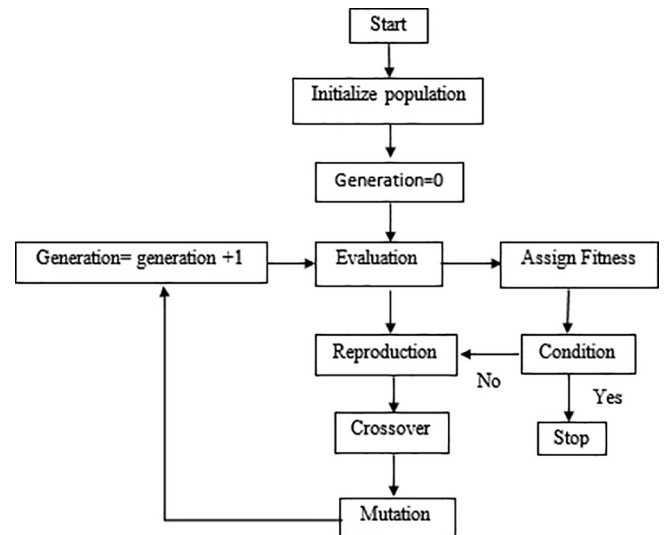 Start
Initialize population
Generation=0
Generation= generation +1
Evaluation
Assign Fitness
Reproduction
No
Condition
Yes
Crossover
Stop
Mutation